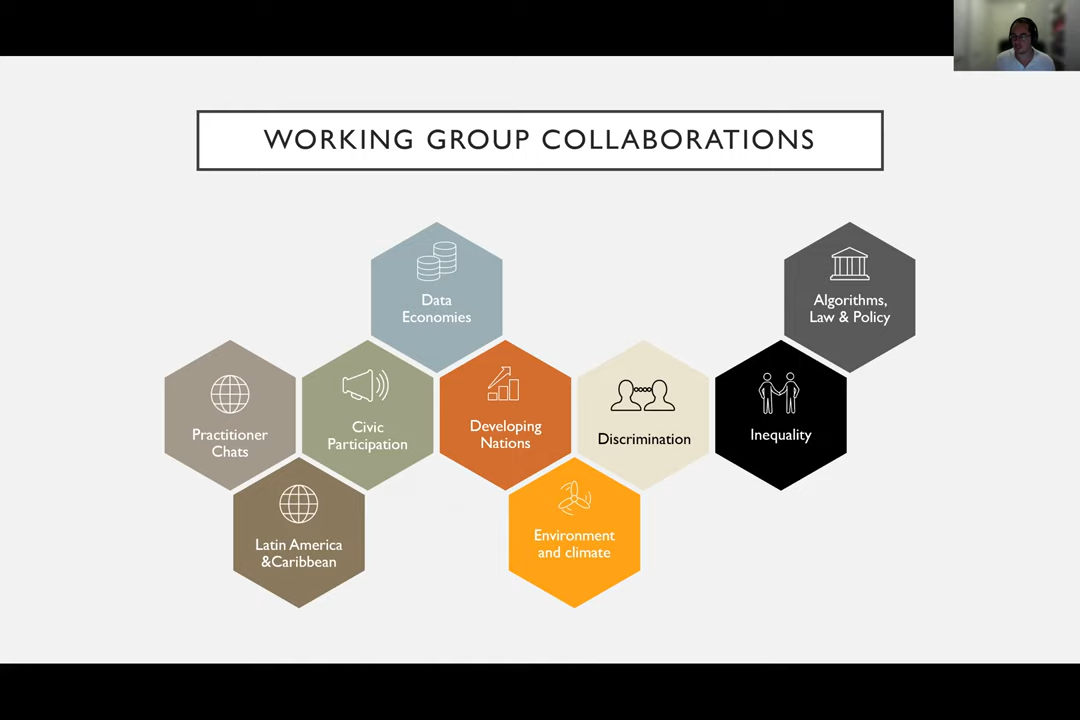 WORKING GROUP COLLABORATIONS
Data
Economies
Algorithms,
Law & Policy
Practitioner
Chats
Civic
Participation
Developing
Nations
Discrimination
Inequality
Latin America
&Caribbean
Environment
and climate